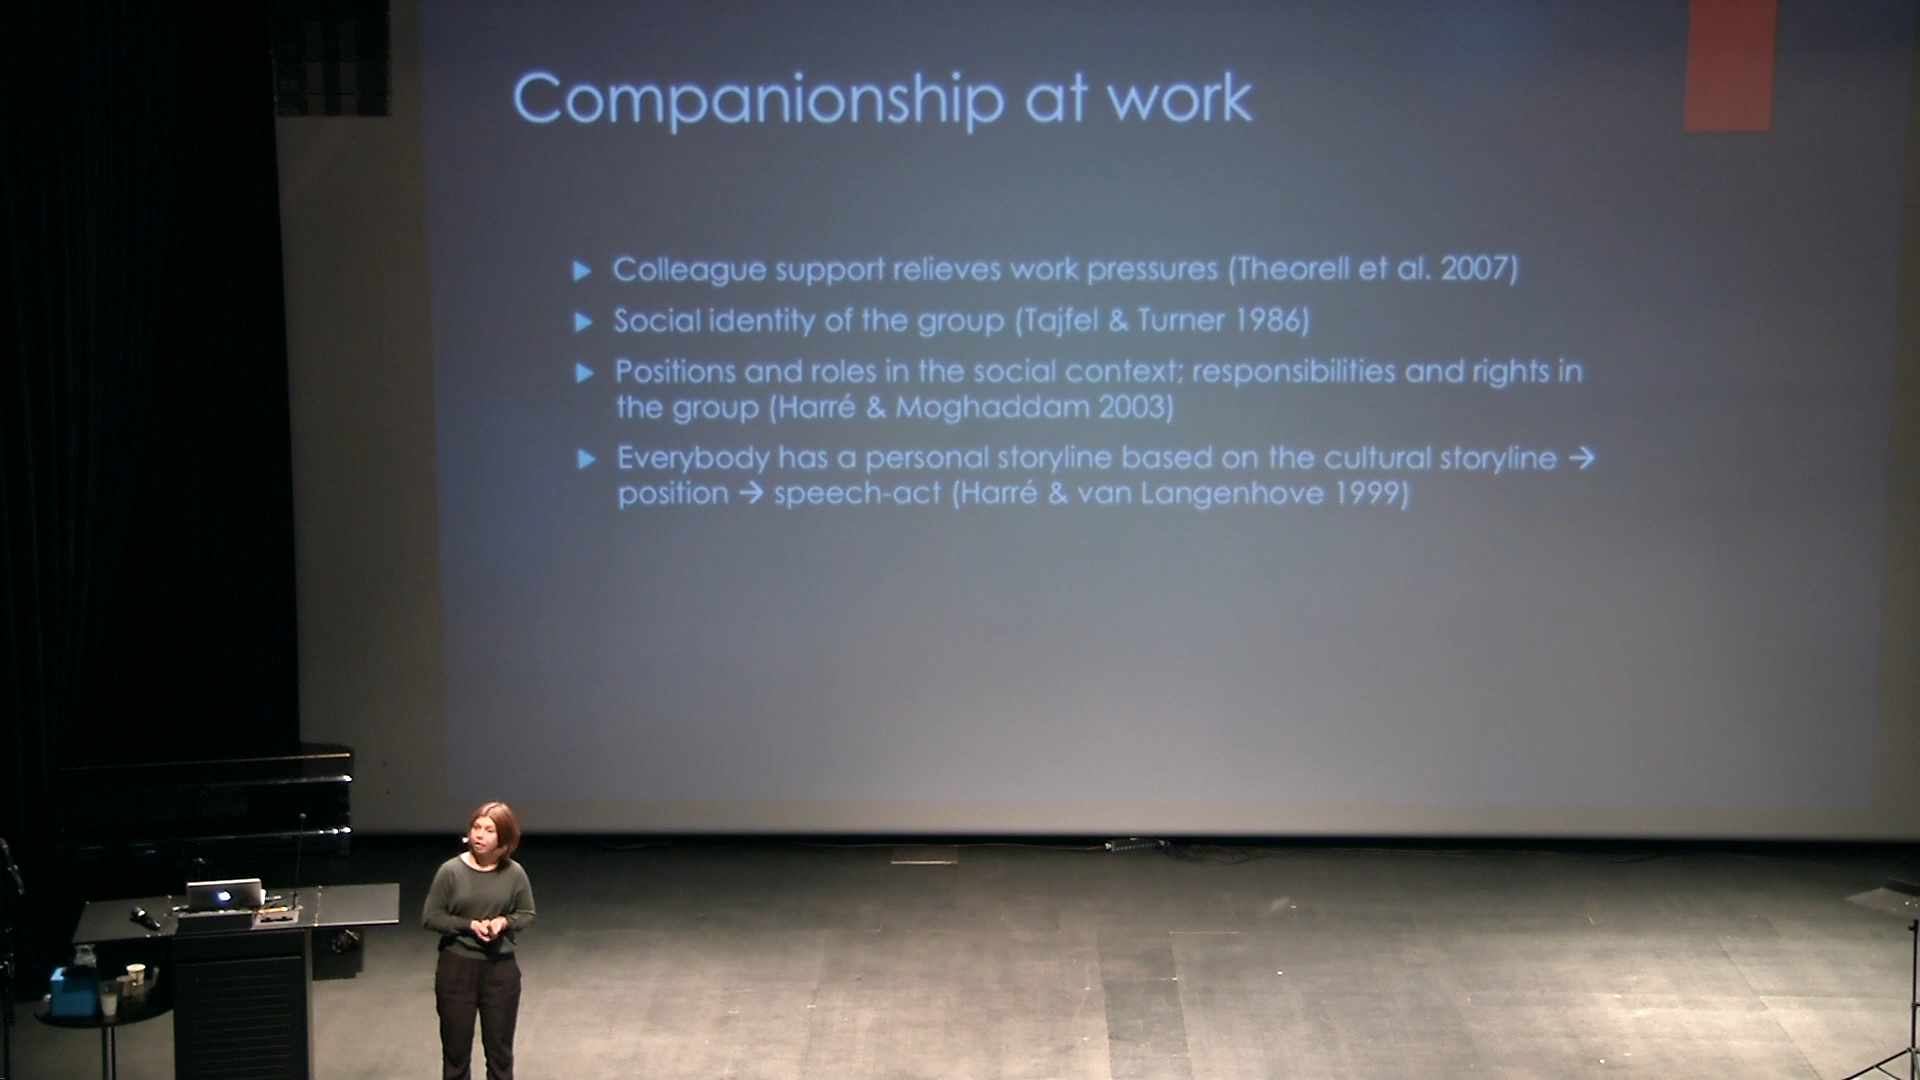 Companionship at work
Colleague support relieves work pressures (Theorell et al. 2007)
Social identity of the group (Tajfel & Turner 1986)
Positions and roles in the social context; responsibilities and rights in
the group (Harré & Moghaddam 2003)
Everybody has a personal storyline based on the cultural storyline →
position → speech-act (Harré & van Langenhove 1999)